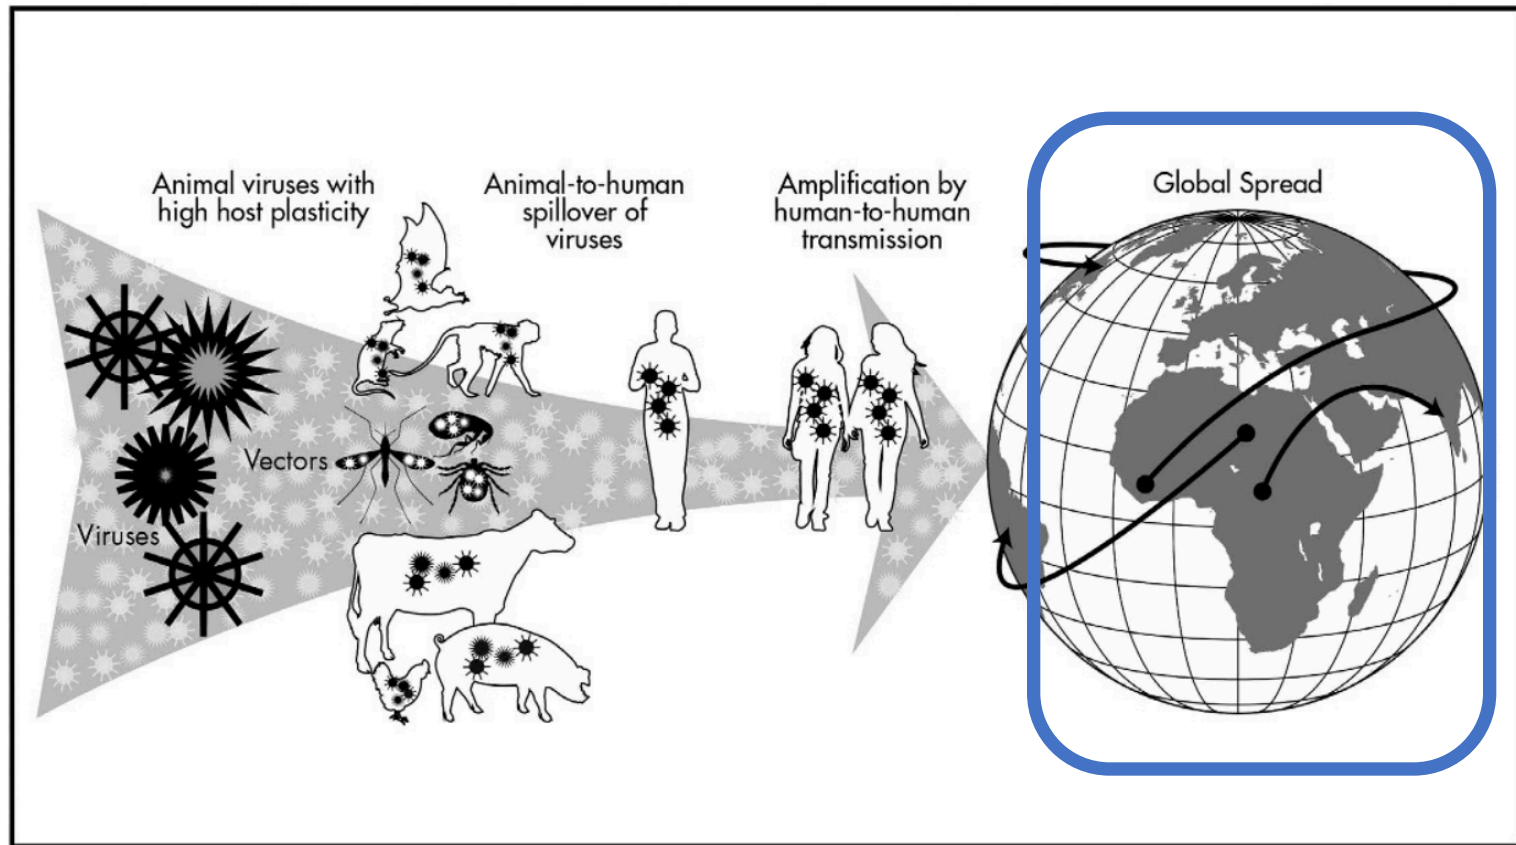 Animal viruses with
high host plasticity
Animal-to-human
spillover of
viruses
Amplification by
human-to-human
transmission
Global Spread
Vectors
Viruses